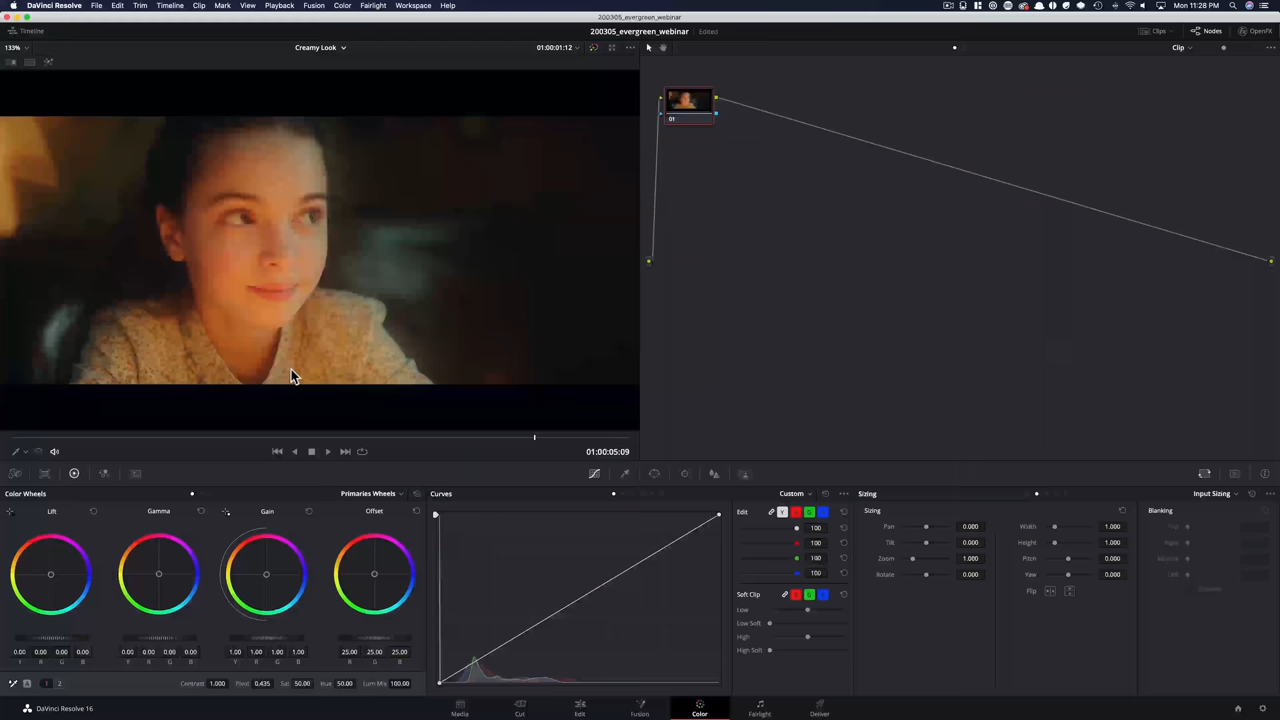 DaVinci Resolve File Edit Trim Timeline Clip Mark View Playback Fusion Color Fairlight Workspace Help Mon 11:28 PM
200305_evergreen_webinar
Timeline 200305_evergreen_webinar Edited Clips Nodes OpenFX
133% Creamy Look 01:00:01:12 Clip
01
01:00:05:09
Color Wheels Primaries Wheels Curves Custom Sizing Input Sizing
Lift Gamma Gain Offset Edit Y Sizing Blanking
100 Pan 0.000 Width 1.000
100 Tilt 0.000 Height 1.000
100 Zoom 1.000 Pitch 0.000
100 Rotate 0.000 Yaw 0.000
Flip
Soft Clip
Low
Low Soft
High
High Soft
0.00 0.00 0.00 0.00 0.00 0.00 0.00 0.00 1.00 1.00 1.00 1.00 25.00 25.00 25.00
Y R G B Y R G B Y R G B R G B
A 1 2 Contrast 1.000 Pivot 0.435 Sat 50.00 Hue 50.00 Lum Mix 100.00
DaVinci Resolve 16 Media Cut Edit Fusion Color Fairlight Deliver